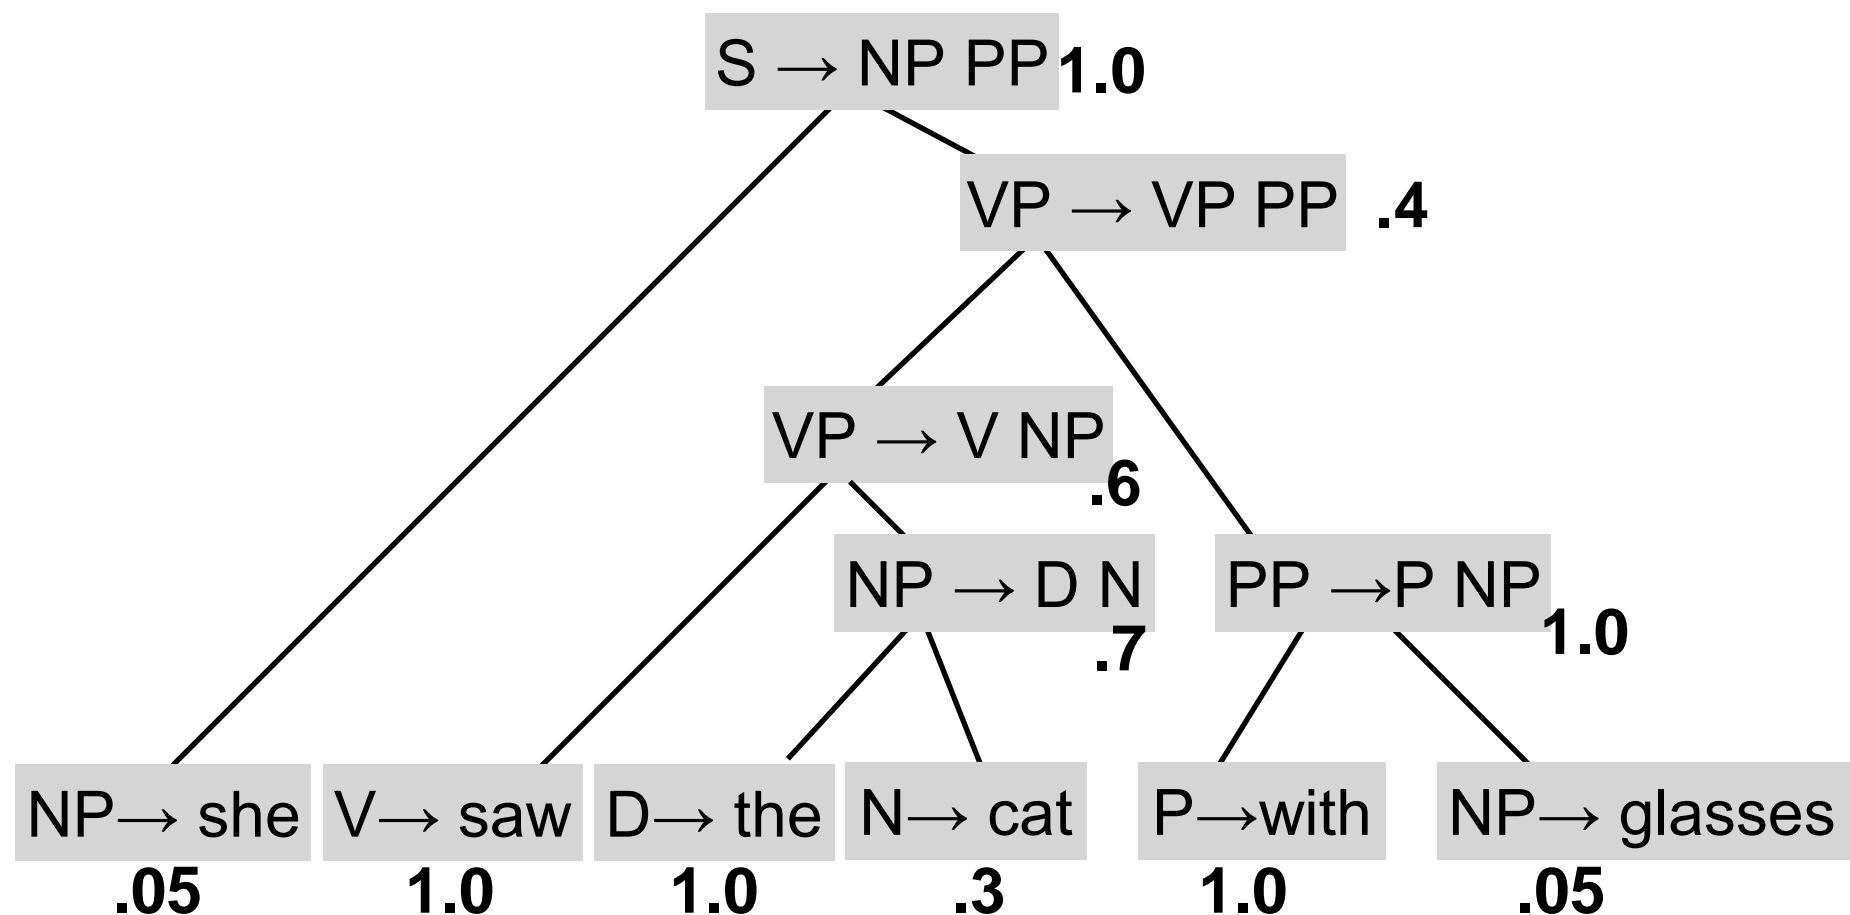 S → NP PP 1.0
VP → VP PP .4
VP → V NP .6
NP → D N .7
PP →P NP 1.0
NP→ she .05
V→ saw 1.0
D→ the 1.0
N→ cat .3
P→with 1.0
NP→ glasses .05